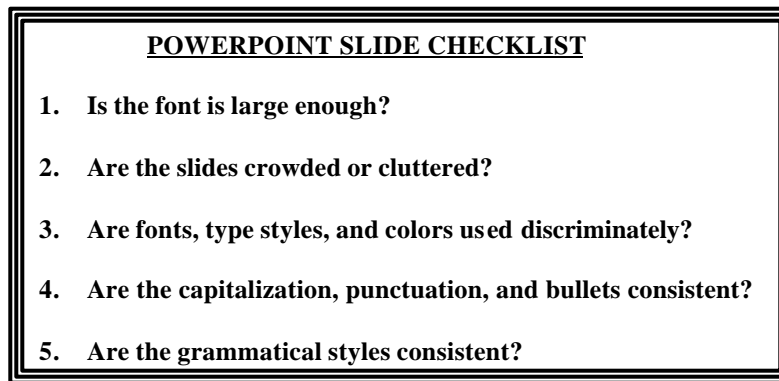 POWERPOINT SLIDE CHECKLIST
1. Is the font is large enough?
2. Are the slides crowded or cluttered?
3. Are fonts, type styles, and colors used discriminately?
4. Are the capitalization, punctuation, and bullets consistent?
5. Are the grammatical styles consistent?